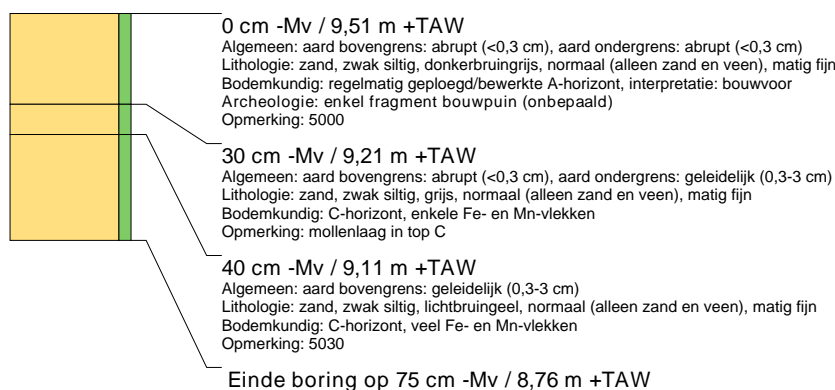 0 cm -Mv / 9,51 m +TAW
Algemeen: aard bovengrens: abrupt (<0,3 cm), aard ondergrens: abrupt (<0,3 cm)
Lithologie: zand, zwak siltig, donkerbruingrijs, normaal (alleen zand en veen), matig fijn
Bodemkundig: regelmatig geploegd/bewerkte A-horizont, interpretatie: bouwvoor
Archeologie: enkel fragment bouwpuin (onbepaald)
Opmerking: 5000
30 cm -Mv / 9,21 m +TAW
Algemeen: aard bovengrens: abrupt (<0,3 cm), aard ondergrens: geleidelijk (0,3-3 cm)
Lithologie: zand, zwak siltig, grijs, normaal (alleen zand en veen), matig fijn
Bodemkundig: C-horizont, enkele Fe- en Mn-vlekken
Opmerking: mollenlaag in top C
40 cm -Mv / 9,11 m +TAW
Algemeen: aard bovengrens: geleidelijk (0,3-3 cm)
Lithologie: zand, zwak siltig, lichtbruingeel, normaal (alleen zand en veen), matig fijn
Bodemkundig: C-horizont, veel Fe- en Mn-vlekken
Opmerking: 5030
Einde boring op 75 cm -Mv / 8,76 m +TAW